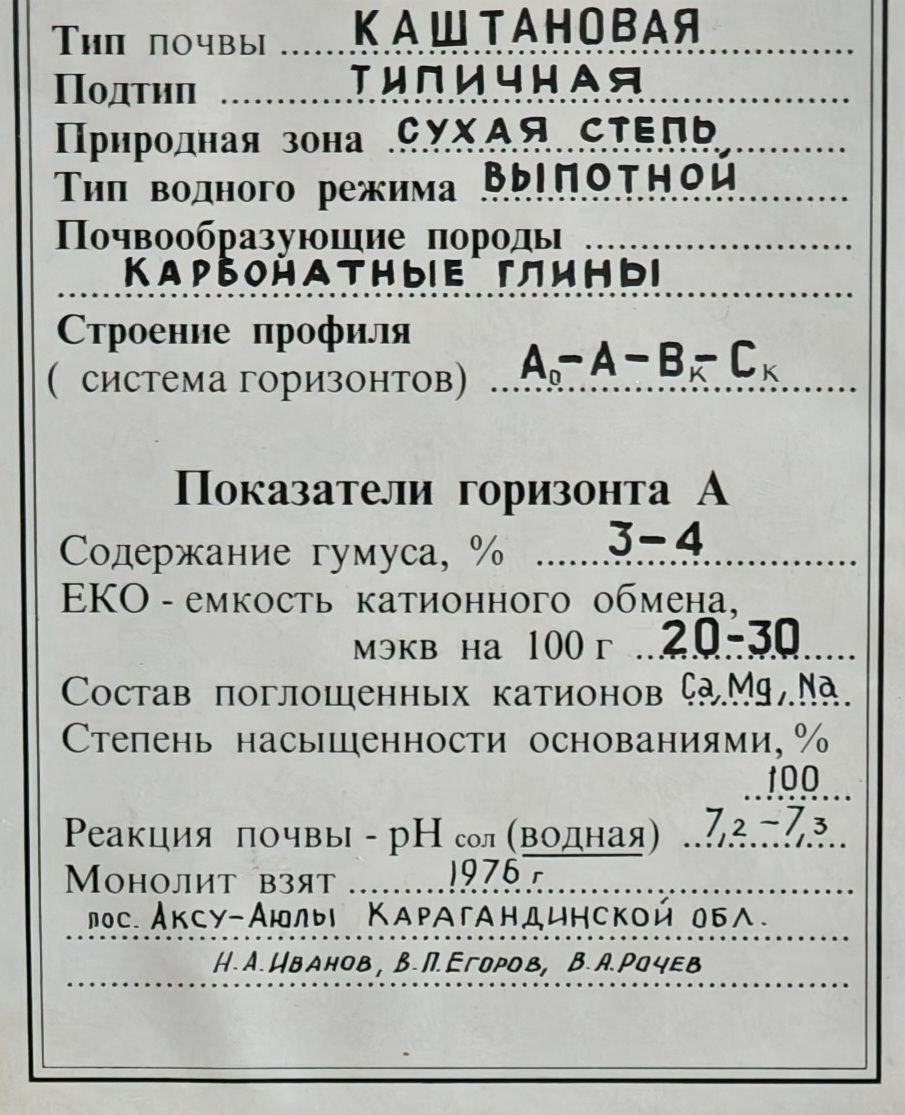 Тип почвы ..... КАШТАНОВАЯ .....
Подтип ..... ТИПИЧНАЯ .....
Природная зона СУХАЯ СТЕПЬ .....
Тип водного режима ВЫПОТНОЙ .....
Почвообразующие породы .....
КАРБОНАТНЫЕ ГЛИНЫ
Строение профиля
( система горизонтов) A₀-A-Bк-Cк
Показатели горизонта А
Содержание гумуса, % ..... 3-4 .....
ЕКО - емкость катионного обмена,
мэкв на 100 г ...20-30.....
Состав поглощенных катионов Ca, Mg, Na
Степень насыщенности основаниями, %
100
Реакция почвы - pH сол (водная) 7,2-7,3
Монолит взят ..... 1976 г .....
пос. АКСУ-АЮЛЫ КАРАГАНДИНСКОЙ ОБЛ.
Н.А.ИВАНОВ, В.П.ЕГОРОВ, В.А.РОЧЕВ